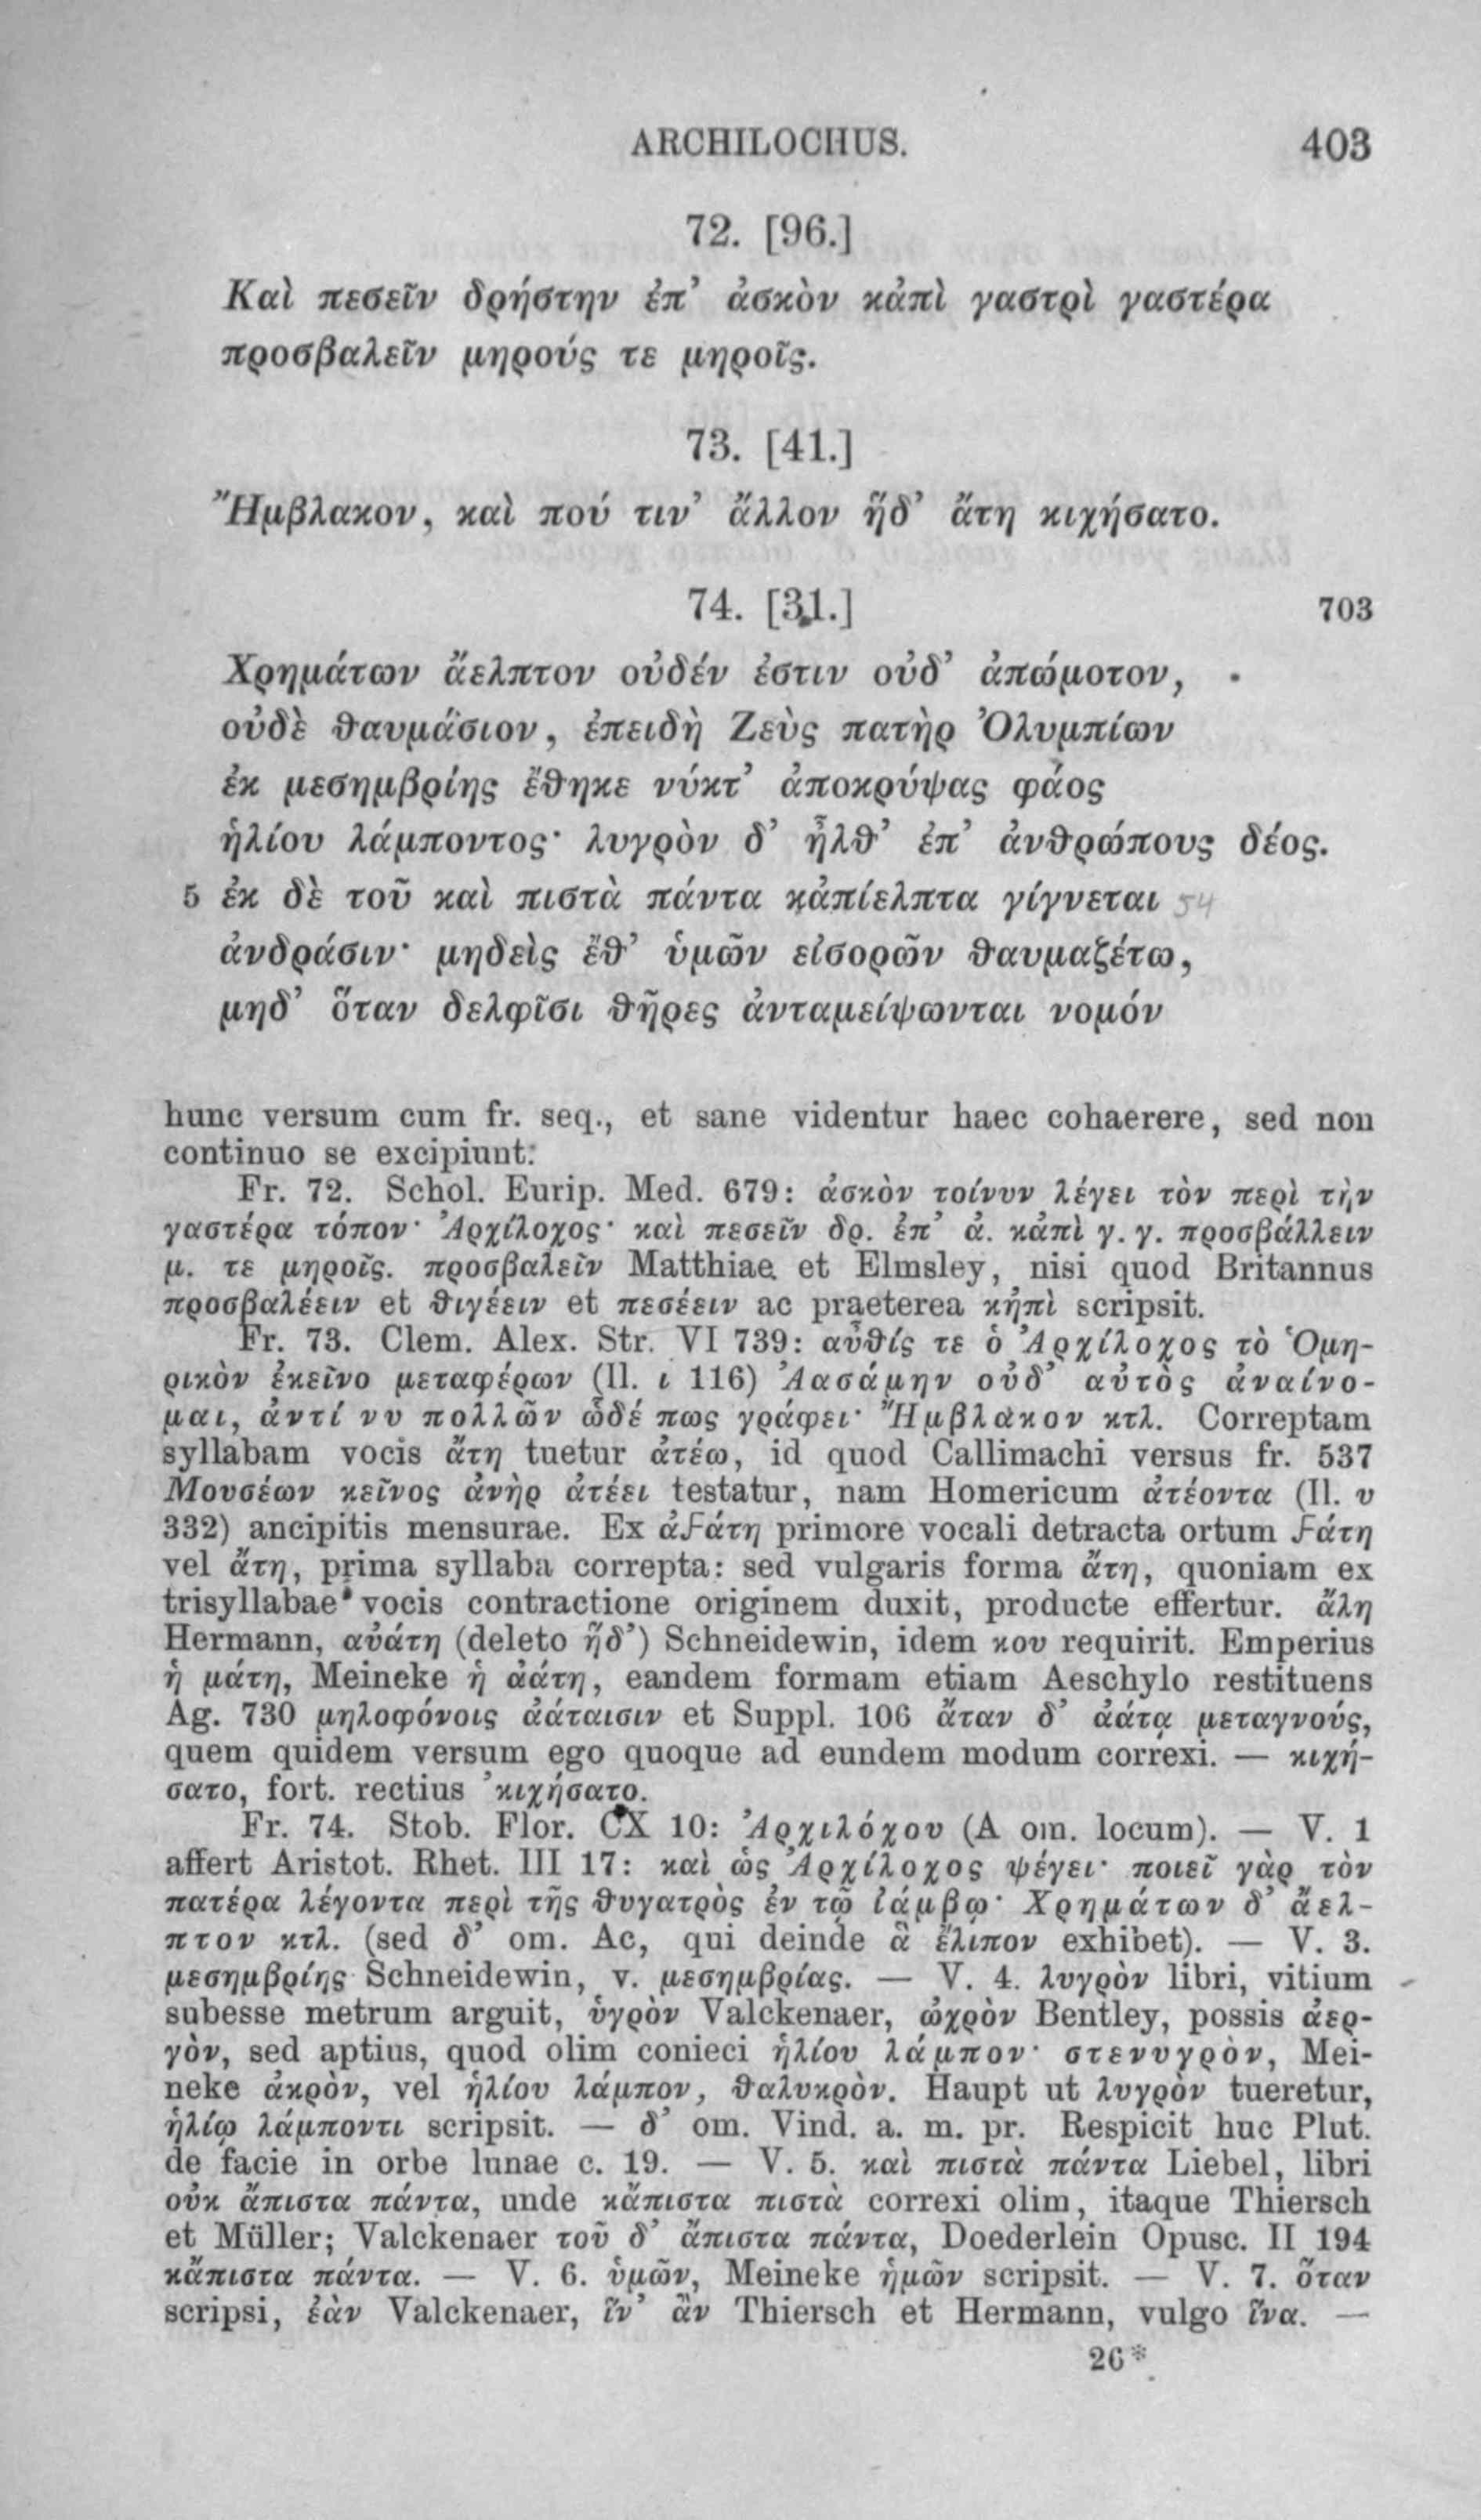 ARCHILOCHUS. 403
72. [96.]
Καὶ πεσεῖν δρήστην ἐπ’ ἀσκὸν κἀπὶ γαστρὶ γαστέρα
προσβαλεῖν μηρούς τε μηροῖς.
73. [41.]
Ἤμβλακον, καὶ πού τιν’ ἄλλον ἥδ’ ἄτη κιχήσατο.
74. [31.] 703
Χρημάτων ἄελπτον οὐδέν ἐστιν οὐδ’ ἀπώμοτον,
οὐδὲ θαυμάσιον, ἐπειδὴ Ζεὺς πατὴρ Ὀλυμπίων
ἐκ μεσημβρίης ἔθηκε νύκτ’ ἀποκρύψας φάος
ἡλίου λάμποντος· λυγρὸν δ’ ἦλθ’ ἐπ’ ἀνθρώπους δέος.
5 ἐκ δὲ τοῦ καὶ πιστὰ πάντα κἀπίελπτα γίγνεται 54
ἀνδράσιν· μηδεὶς ἔθ’ ὑμῶν εἰσορῶν θαυμαζέτω,
μηδ’ ὅταν δελφῖσι θῆρες ἀνταμείψωνται νομόν
hunc versum cum fr. seq., et sane videntur haec cohaerere, sed non
continuo se excipiunt.
Fr. 72. Schol. Eurip. Med. 679: ἀσκὸν τοίνυν λέγει τὸν περὶ τὴν
γαστέρα τόπον· Ἀρχίλοχος· καὶ πεσεῖν δρ. ἐπ’ ἀ. κἀπὶ γ. γ. προσβάλλειν
μ. τε μηροῖς. προσβαλεῖν Matthiae et Elmsley, nisi quod Britannus
προσβαλέειν et θιγέειν et πεσέειν ac praeterea κἠπὶ scripsit.
Fr. 73. Clem. Alex. Str. VI 739: αὖθίς τε ὁ Ἀρχίλοχος τὸ Ὁμη-
ρικὸν ἐκεῖνο μεταφέρων (Il. ι 116) Ἀασάμην οὐδ’ αὐτὸς ἀναίνο-
μαι, ἀντί νυ πολλῶν ὧδέ πως γράφει· Ἤμβλακον κτλ. Correptam
syllabam vocis ἄτη tuetur ἀτέω, id quod Callimachi versus fr. 537
Μουσέων κεῖνος ἀνὴρ ἀτέει testatur, nam Homericum ἀτέοντα (Il. υ
332) ancipitis mensurae. Ex ἀϝάτη primore vocali detracta ortum ϝάτη
vel ἄτη, prima syllaba correpta: sed vulgaris forma ἄτη, quoniam ex
trisyllabae vocis contractione originem duxit, producte effertur. ἄλη
Hermann, αὐάτη (deleto ἥδ’) Schneidewin, idem κου requirit. Emperius
ἡ μάτη, Meineke ἡ ἀάτη, eandem formam etiam Aeschylo restituens
Ag. 730 μηλοφόνοις ἀάταισιν et Suppl. 106 ἄταν δ’ ἀάτᾳ μεταγνούς,
quem quidem versum ego quoque ad eundem modum correxi. — κιχή-
σατο, fort. rectius ’κιχήσατο.
Fr. 74. Stob. Flor. CX 10: Ἀρχιλόχου (A om. locum). — V. 1
affert Aristot. Rhet. III 17: καὶ ὡς Ἀρχίλοχος ψέγει· ποιεῖ γὰρ τὸν
πατέρα λέγοντα περὶ τῆς θυγατρὸς ἐν τῷ ἰάμβῳ· Χρημάτων δ’ ἄελ-
πτον κτλ. (sed δ’ om. Ac, qui deinde ἃ ἔλιπον exhibet). — V. 3.
μεσημβρίης Schneidewin, v. μεσημβρίας. — V. 4. λυγρὸν libri, vitium
subesse metrum arguit, ὑγρὸν Valckenaer, ὠχρὸν Bentley, possis ἀερ-
γὸν, sed aptius, quod olim conieci ἡλίου λάμπον· στενυγρὸν, Mei-
neke ἀκρὸν, vel ἡλίου λάμπον, θαλυκρὸν. Haupt ut λυγρὸν tueretur,
ἡλίῳ λάμποντι scripsit. — δ’ om. Vind. a. m. pr. Respicit huc Plut.
de facie in orbe lunae c. 19. — V. 5. καὶ πιστὰ πάντα Liebel, libri
οὐκ ἄπιστα πάντα, unde κἄπιστα πιστὰ correxi olim, itaque Thiersch
et Müller; Valckenaer τοῦ δ’ ἄπιστα πάντα, Doederlein Opusc. II 194
κἄπιστα πάντα. — V. 6. ὑμῶν, Meineke ἡμῶν scripsit. — V. 7. ὅταν
scripsi, ἐὰν Valckenaer, ἵν’ ἂν Thiersch et Hermann, vulgo ἵνα. —
26*